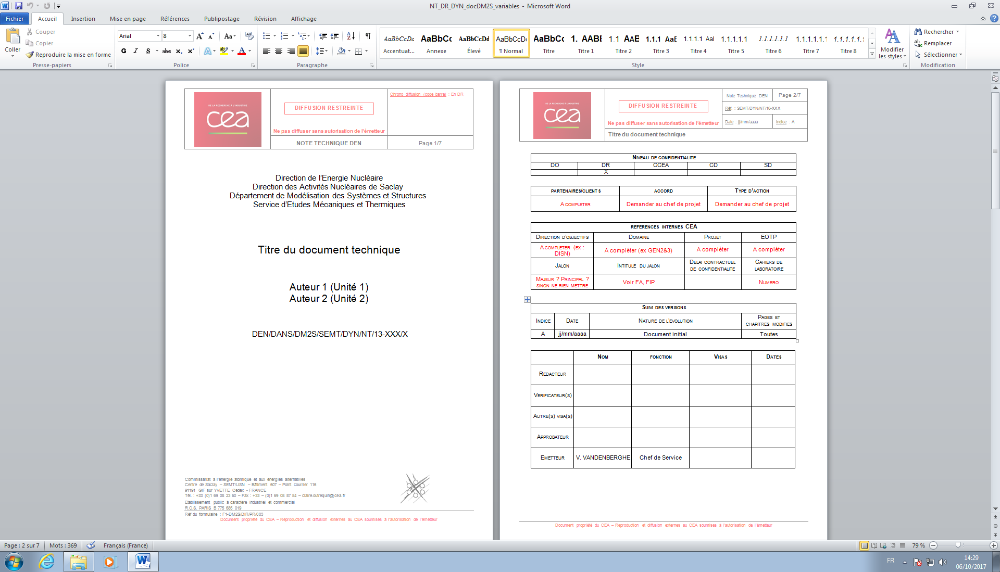 NT_DR_DYN_docDM2S_variables - Microsoft Word
Fichier Accueil Insertion Mise en page Références Publipostage Révision Affichage
Coller
Couper
Copier
Reproduire la mise en forme
Presse-papiers
Arial 8
G I S abc x₂ x²
Police
Paragraphe
AaBbCcDc AaBbCc AaBbCcDd AaBbCcDc AaBbCc 1. AABB 1.1 AAB 1.1.1 AaB 1.1.1.1 Aal 1.1.1.1.1 1.1.1.1.1.1 1.1.1.1.1.1.1 1.1.1.1.1.1.1.
Accentuat... Annexe Élevé ¶ Normal Titre Titre 1 Titre 2 Titre 3 Titre 4 Titre 5 Titre 6 Titre 7 Titre 8
Style
Modifier
les styles
Rechercher
Remplacer
Sélectionner
Modification
DE LA RECHERCHE À L'INDUSTRIE
cea
DIFFUSION RESTREINTE
Ne pas diffuser sans autorisation de l'émetteur
Chrono diffusion (code barre) : En DR
NOTE TECHNIQUE DEN
Page 1/7
Direction de l'Energie Nucléaire
Direction des Activités Nucléaires de Saclay
Département de Modélisation des Systèmes et Structures
Service d'Etudes Mécaniques et Thermiques
Titre du document technique
Auteur 1 (Unité 1)
Auteur 2 (Unité 2)
DEN/DANS/DM2S/SEMT/DYN/NT/13-XXX/X
Commissariat à l'énergie atomique et aux énergies alternatives
Centre de Saclay – SEMT/LISN – Bâtiment 607 – Point courrier 116
91191 GIF sur YVETTE Cedex - FRANCE
Tél. : +33 (0)1 69 08 23 60 – Fax : +33 – (0)1 69 08 87 84 – claire.outrequin@cea.fr
Etablissement public à caractère industriel et commercial
R.C.S. PARIS B 775 685 019
Réf du formulaire : F1-DM2S/DIR/PR/003
Document propriété du CEA – Reproduction et diffusion externes au CEA soumises à l'autorisation de l'émetteur
DE LA RECHERCHE À L'INDUSTRIE
cea
DIFFUSION RESTREINTE
Ne pas diffuser sans autorisation de l'émetteur
Note Technique DEN
Page 2/7
Réf. : SEMT/DYN/NT/16-XXX
Date : jj/mm/aaaa
Indice : A
Titre du document technique
NIVEAU DE CONFIDENTIALITE
DO DR CCEA CD SD
X
PARTENAIRES/CLIENTS ACCORD TYPE D'ACTION
A COMPLETER Demander au chef de projet Demander au chef de projet
REFERENCES INTERNES CEA
DIRECTION D'OBJECTIFS DOMAINE PROJET EOTP
A COMPLETER (EX : DISN) A compléter (ex GEN2&3) A compléter A compléter
JALON INTITULE DU JALON DELAI CONTRACTUEL DE CONFIDENTIALITE CAHIERS DE LABORATOIRE
MAJEUR ? PRINCIPAL ? SINON NE RIEN METTRE Voir FA, FIP NUMERO
SUIVI DES VERSIONS
INDICE DATE NATURE DE L'EVOLUTION PAGES ET CHAPITRES MODIFIES
A jj/mm/aaaa Document initial Toutes
NOM FONCTION VISAS DATES
REDACTEUR
VERIFICATEUR(S)
AUTRE(S) VISA(S)
APPROBATEUR
EMETTEUR V. VANDENBERGHE Chef de Service
Document propriété du CEA – Reproduction et diffusion externes au CEA soumises à l'autorisation de l'émetteur
Page : 2 sur 7 Mots : 369 Français (France) 79 %
FR
14:29
06/10/2017